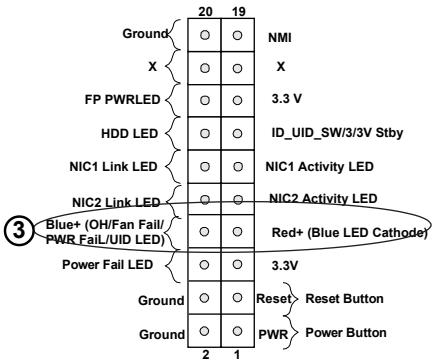 20 19
Ground NMI
X X
FP PWRLED 3.3 V
HDD LED ID_UID_SW/3/3V Stby
NIC1 Link LED NIC1 Activity LED
NIC2 Link LED NIC2 Activity LED
3 Blue+ (OH/Fan Fail/
PWR FaiL/UID LED) Red+ (Blue LED Cathode)
Power Fail LED 3.3V
Ground Reset Reset Button
Ground PWR Power Button
2 1